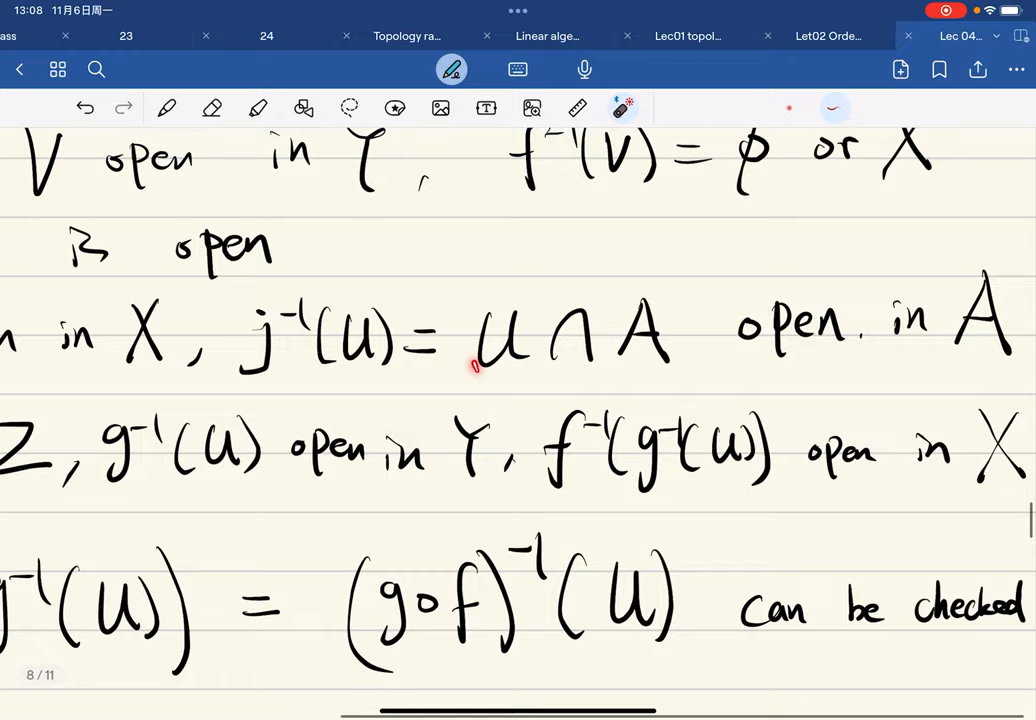 13:08 11月6日周一
ass 23 24 Topology ra... Linear alge... Lec01 topol... Let02 Orde... Lec 04...
V open in Y, f⁻¹(V) = φ or X
is open
n in X, j⁻¹(U) = U ∩ A open. in A
Z, g⁻¹(U) open in Y, f⁻¹(g⁻¹(U)) open in X
g⁻¹(U)) = (g∘f)⁻¹(U) can be checked
8 / 11